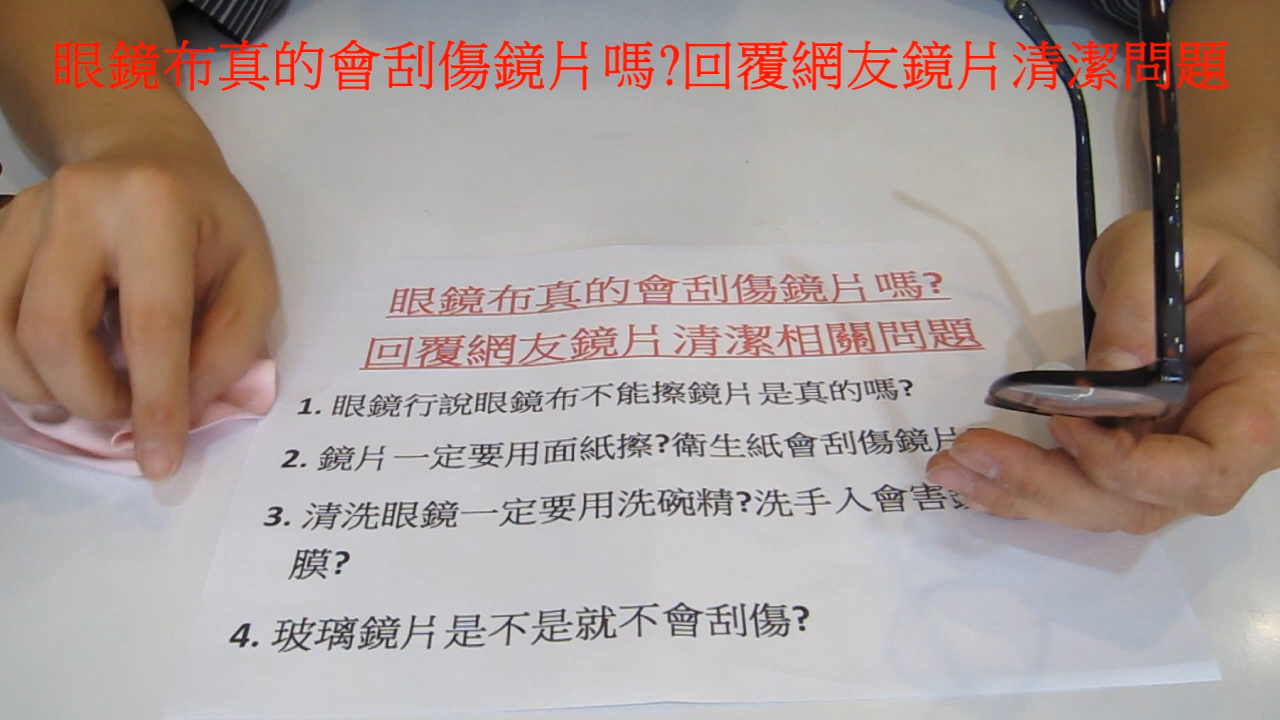 眼鏡布真的會刮傷鏡片嗎?回覆網友鏡片清潔問題
眼鏡布真的會刮傷鏡片嗎?
回覆網友鏡片清潔相關問題
1. 眼鏡行說眼鏡布不能擦鏡片是真的嗎?
2. 鏡片一定要用面紙擦?衛生紙會刮傷鏡片
3. 清洗眼鏡一定要用洗碗精?洗手入會害
膜?
4. 玻璃鏡片是不是就不會刮傷?